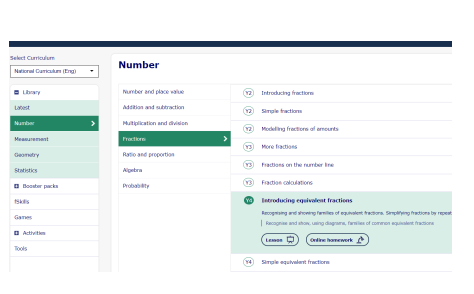 Select Curriculum
National Curriculum (Eng)
Library
Latest
Number
Measurement
Geometry
Statistics
Booster packs
fSkills
Games
Activities
Tools
Number
Number and place value
Addition and subtraction
Multiplication and division
Fractions
Ratio and proportion
Algebra
Probability
Y2 Introducing fractions
Y2 Simple fractions
Y2 Modelling fractions of amounts
Y3 More fractions
Y3 Fractions on the number line
Y3 Fraction calculations
Y4 Introducing equivalent fractions
Recognising and showing families of equivalent fractions. Simplifying fractions by repeat
Recognise and show, using diagrams, families of common equivalent fractions
Lesson
Online homework
Y4 Simple equivalent fractions